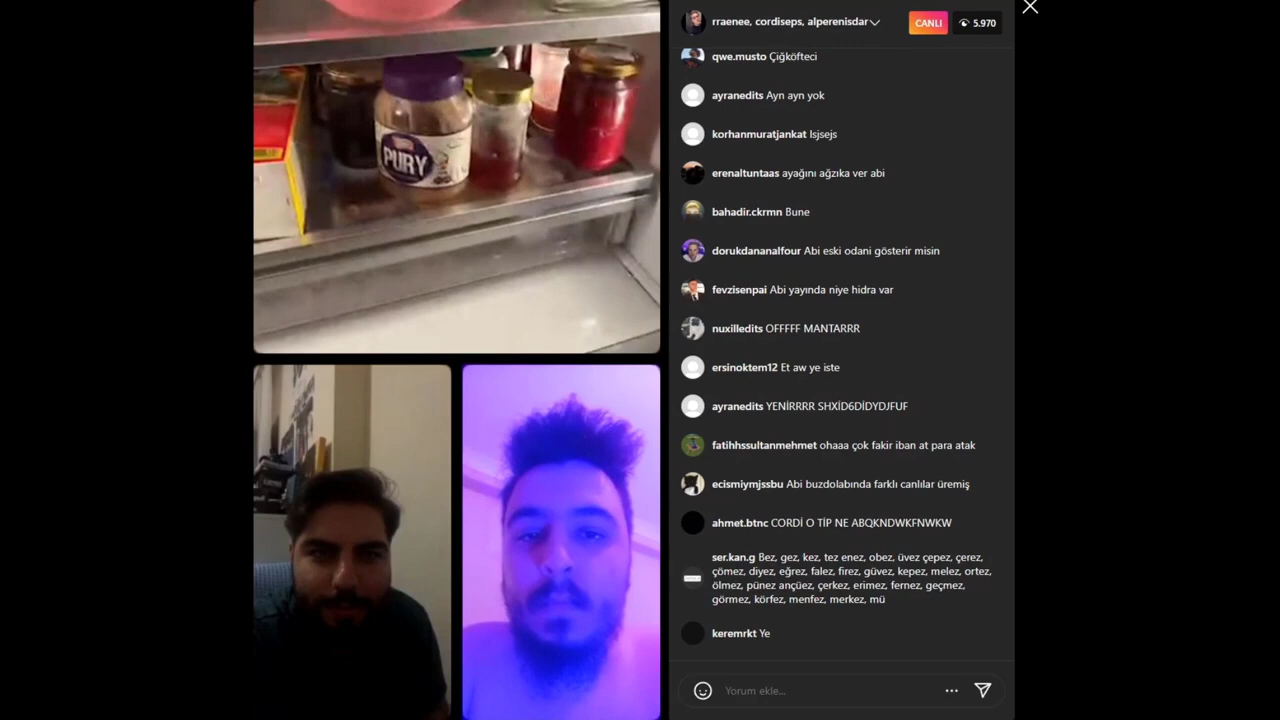 rraenee, cordiseps, alperenisdar
CANLI
5.970
qwe.musto Çiğköfteci
ayranedits Ayn ayn yok
korhanmuratjankat Isjsejs
erenaltuntaas ayağını ağzıka ver abi
bahadir.ckrmn Bune
dorukdananalfour Abi eski odani gösterir misin
fevzisenpai Abi yayında niye hidra var
nuxilledits OFFFFF MANTARRR
ersinoktem12 Et aw ye iste
ayranedits YENİRRRR SHXİD6DİDYDJFUF
fatihhssultanmehmet ohaaa çok fakir iban at para atak
ecismiymjssbu Abi buzdolabında farklı canlılar üremiş
ahmet.btnc CORDİ O TİP NE ABQKNDWKFNWKW
ser.kan.g Bez, gez, kez, tez enez, obez, üvez çepez, çerez,
çömez, diyez, eğrez, falez, firez, güvez, kepez, melez, ortez,
ölmez, pünez ançüez, çerkez, erimez, fernez, geçmez,
görmez, körfez, menfez, merkez, mü
keremrkt Ye
Yorum ekle...
PURY